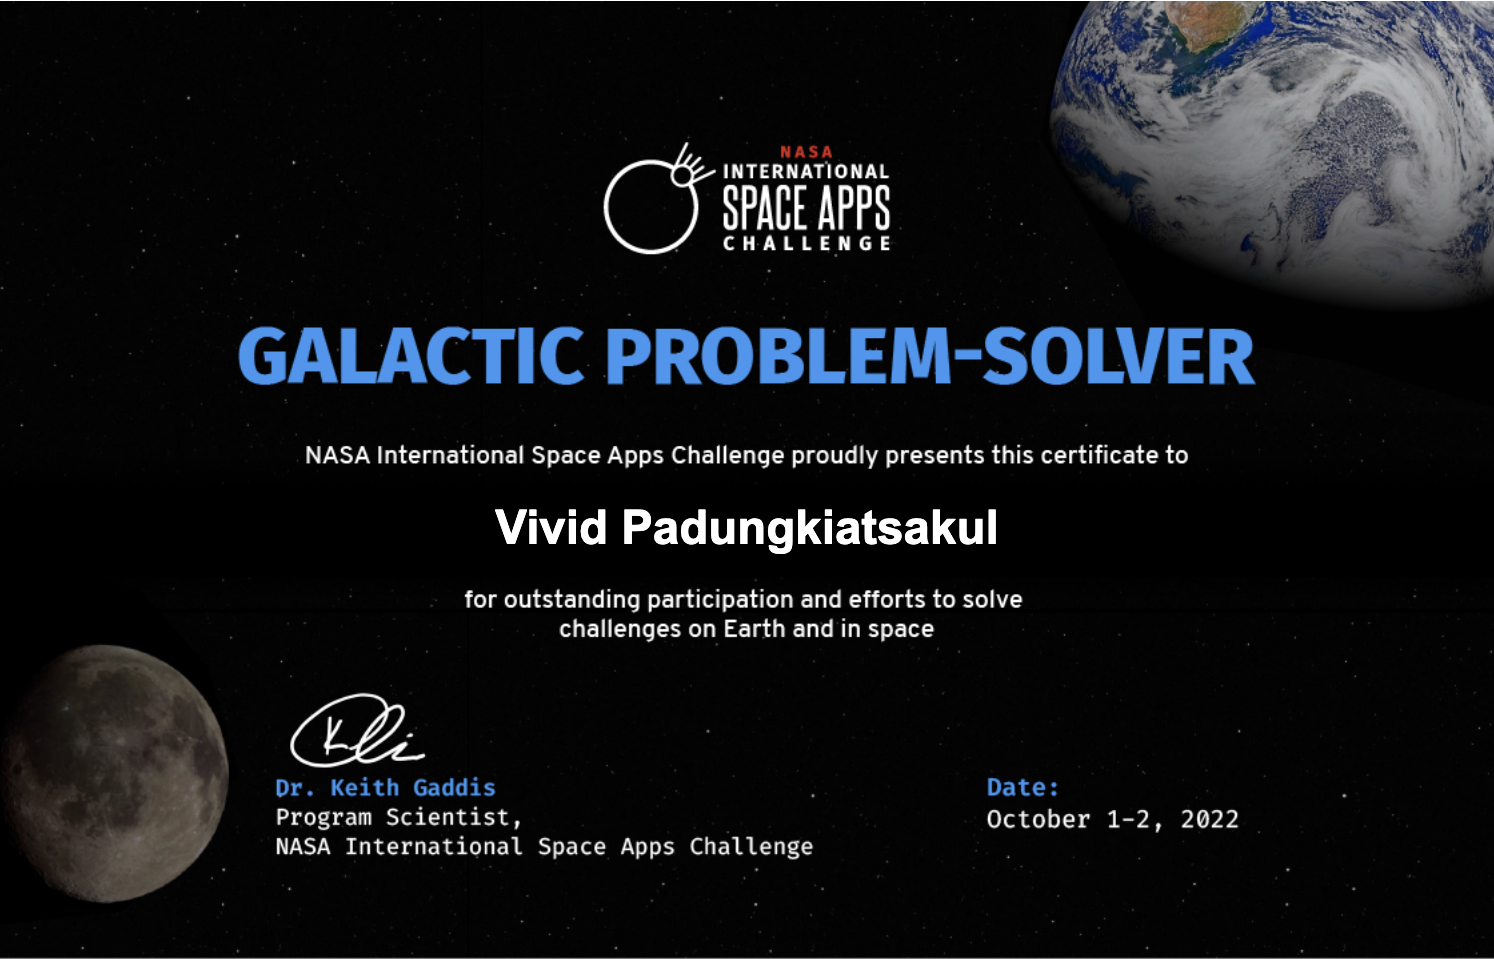 NASA
INTERNATIONAL
SPACE APPS
CHALLENGE
GALACTIC PROBLEM-SOLVER
NASA International Space Apps Challenge proudly presents this certificate to
Vivid Padungkiatsakul
for outstanding participation and efforts to solve
challenges on Earth and in space
Dr. Keith Gaddis
Program Scientist,
NASA International Space Apps Challenge
Date:
October 1-2, 2022